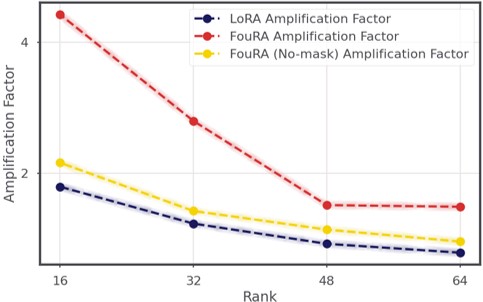 LoRA Amplification Factor
FouRA Amplification Factor
FouRA (No-mask) Amplification Factor
Amplification Factor
4
2
16 32 48 64
Rank